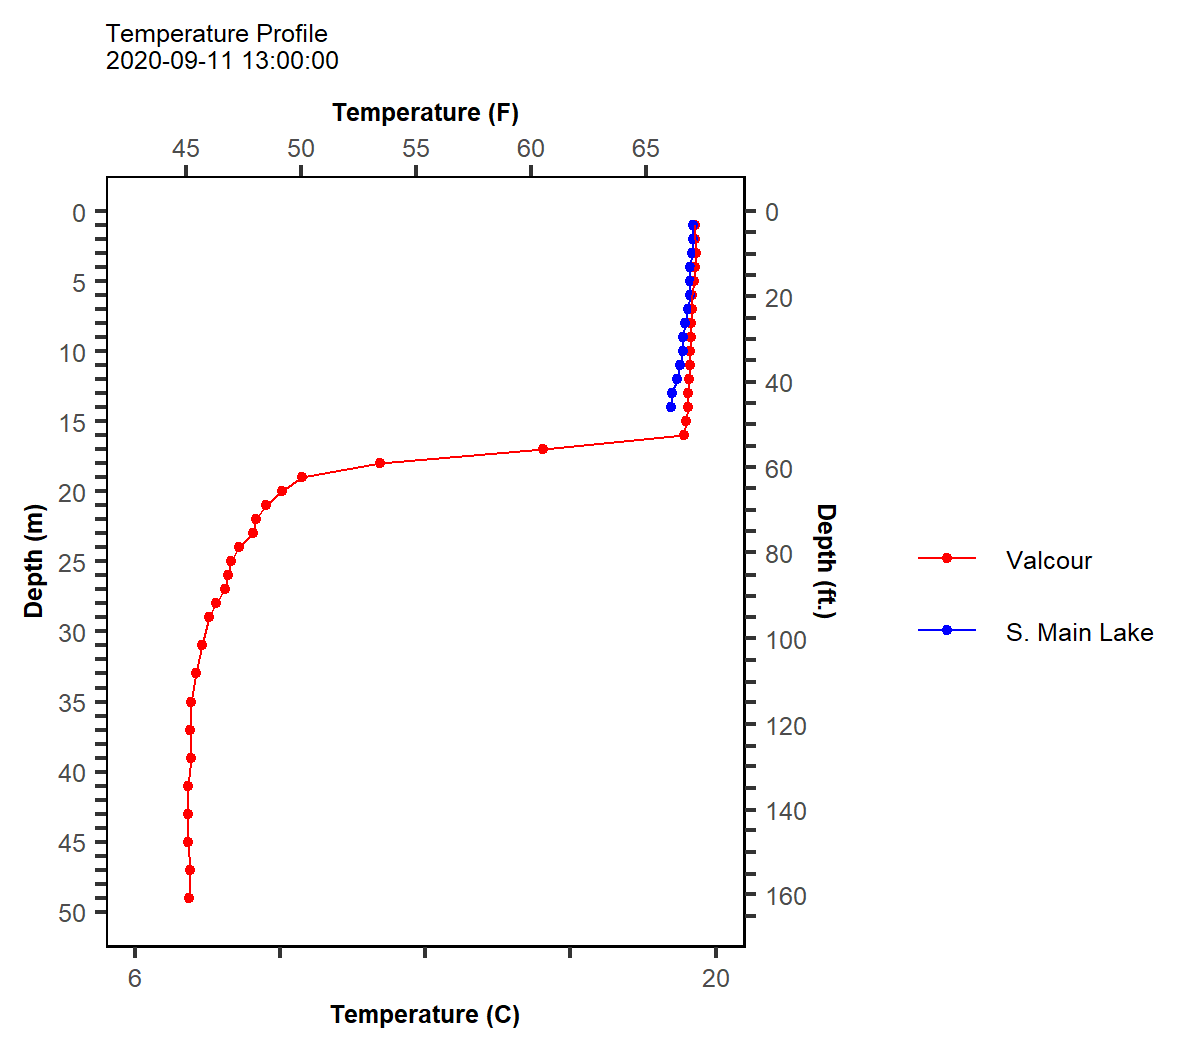 Temperature Profile
2020-09-11 13:00:00
Temperature (F)
45 50 55 60 65
0 0
5
20
10
40
15
60
20
80
25
100
30
35
120
40
140
45
160
50
Depth (m)
Depth (ft.)
Valcour
S. Main Lake
6 20
Temperature (C)